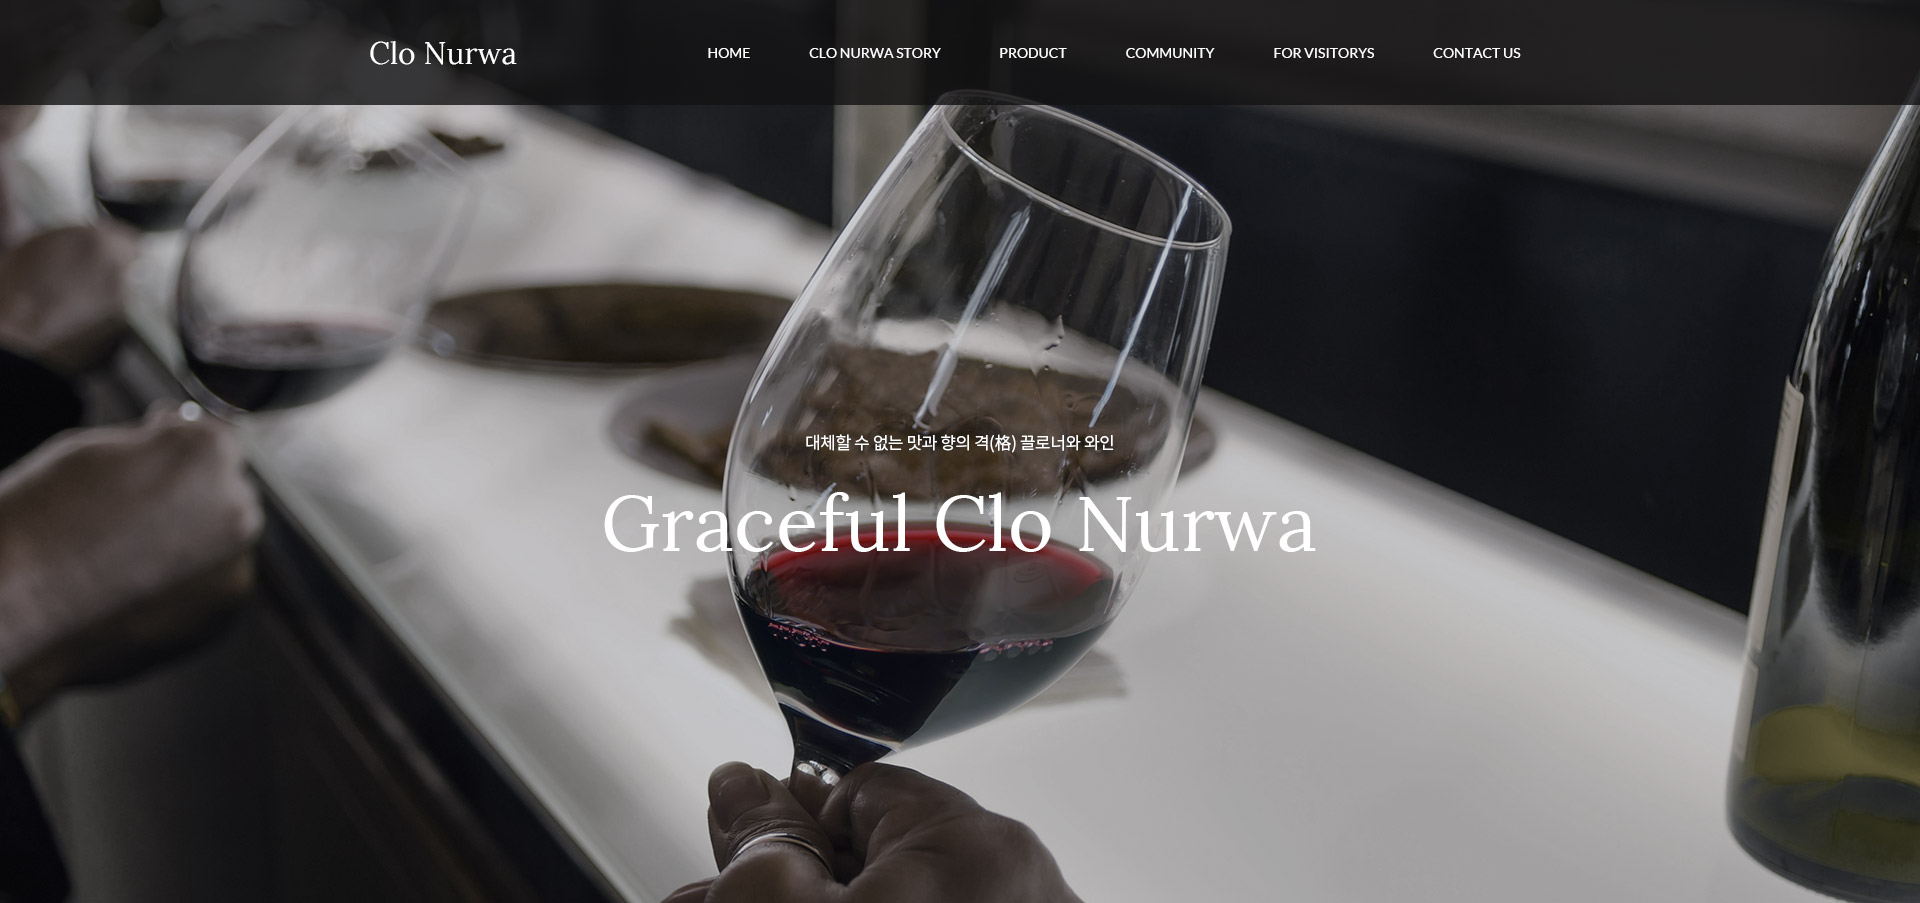 Clo Nurwa
HOME CLO NURWA STORY PRODUCT COMMUNITY FOR VISITORYS CONTACT US
대체할 수 없는 맛과 향의 격(格) 끌로너와 와인
Graceful Clo Nurwa